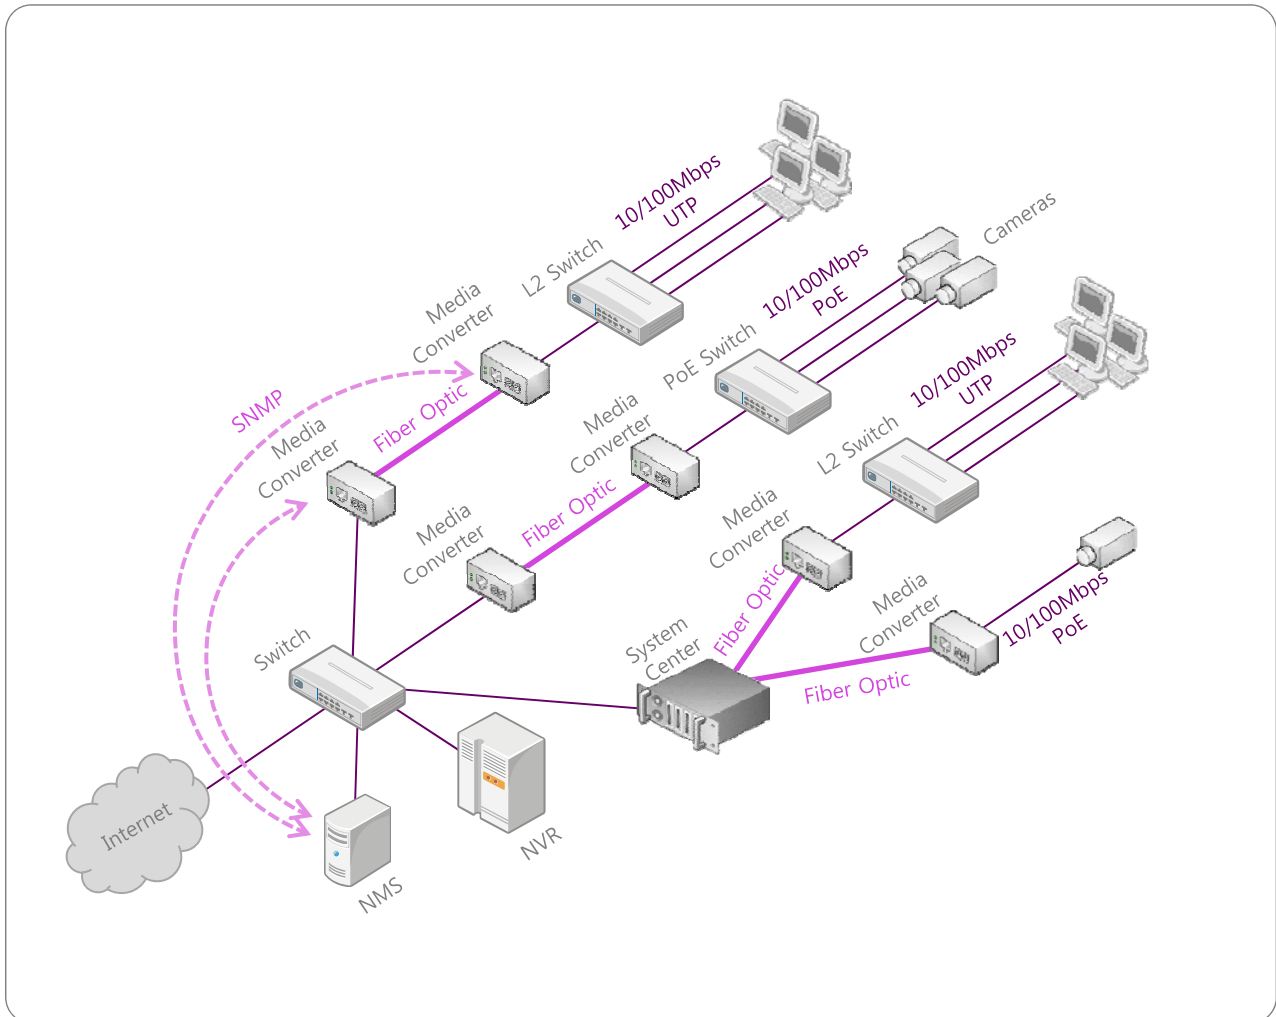 10/100Mbps
UTP
Cameras
L2 Switch
10/100Mbps
PoE
Media
Converter
PoE Switch
10/100Mbps
UTP
SNMP
Fiber Optic
Media
Converter
Media
Converter
L2 Switch
Fiber Optic
Media
Converter
Media
Converter
Fiber Optic
Media
Converter
10/100Mbps
PoE
Switch
System
Center
Fiber Optic
Internet
NVR
NMS